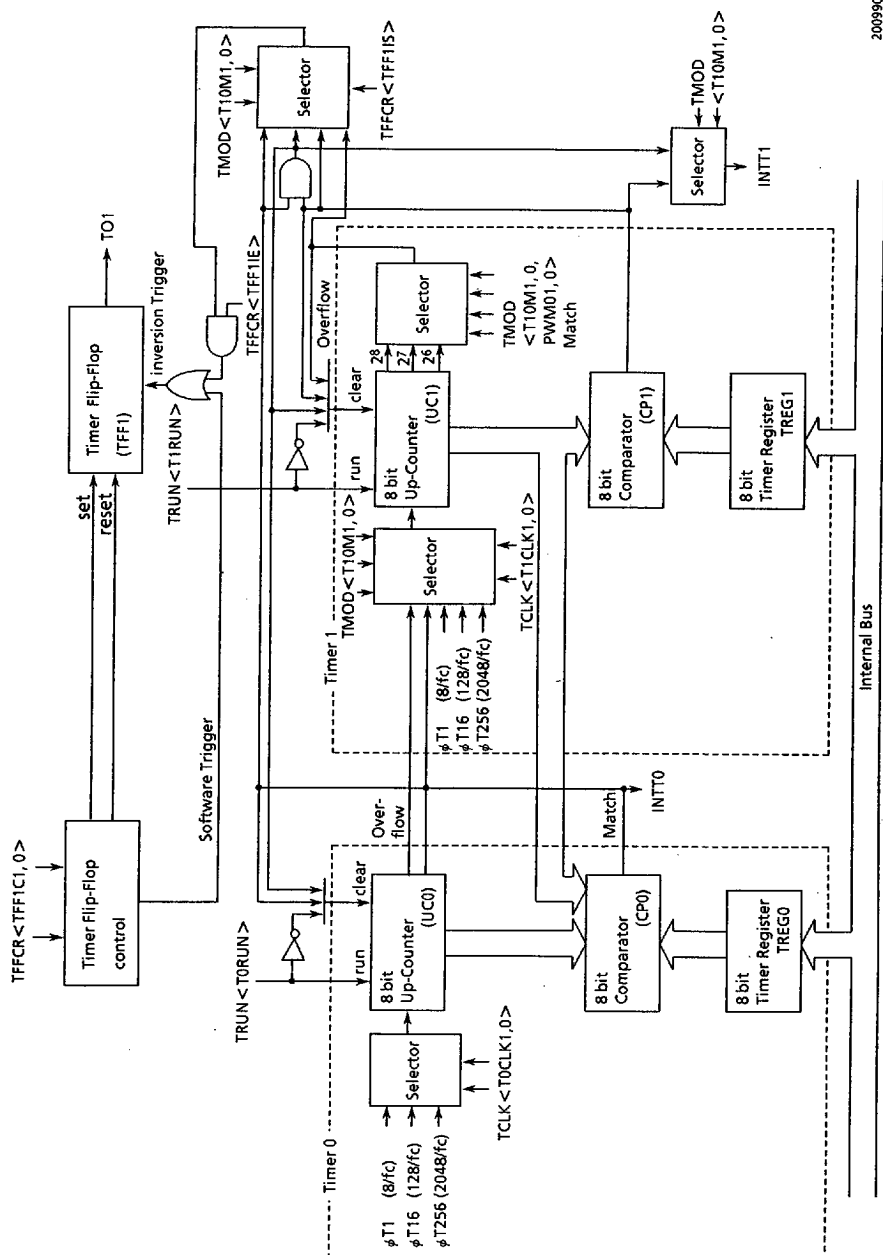 TFFCR<TFF1C1, 0>
Timer Flip-Flop
control
set
reset
Timer Flip-Flop
(TFF1)
TO1
inversion Trigger
Software Trigger
TFFCR<TFF1IE>
TRUN<T0RUN>
TRUN<T1RUN>
TMOD<T10M1, 0>
Selector
TFFCR<TFF1IS>
Overflow
run
clear
run
clear
Timer 0
ϕT1 (8/fc)
ϕT16 (128/fc)
ϕT256 (2048/fc)
Selector
TCLK<T0CLK1,0>
8 bit
Up-Counter
(UC0)
Over-
flow
Timer 1
TMOD<T10M1, 0>
ϕT1 (8/fc)
ϕT16 (128/fc)
ϕT256 (2048/fc)
Selector
TCLK<T1CLK1, 0>
8 bit
Up-Counter
(UC1)
28
27
26
Selector
TMOD
<T10M1, 0,
PWM01, 0>
Match
8 bit
Comparator
(CP0)
Match
INTT0
8 bit
Comparator
(CP1)
Selector
TMOD
<T10M1, 0>
INTT1
8 bit
Timer Register
TREG0
8 bit
Timer Register
TREG1
Internal Bus